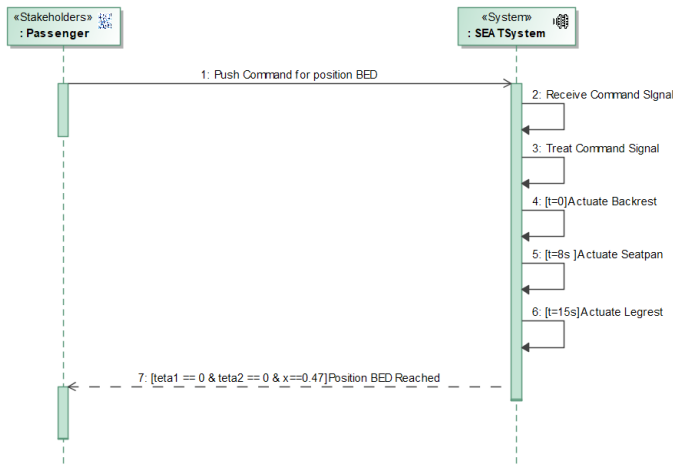 «Stakeholders»
: Passenger
«System»
: SEATSystem
1: Push Command for position BED
2: Receive Command SIgnal
3: Treat Command Signal
4: [t=0]Actuate Backrest
5: [t=8s ]Actuate Seatpan
6: [t=15s]Actuate Legrest
7: [teta1 == 0 & teta2 == 0 & x==0.47]Position BED Reached